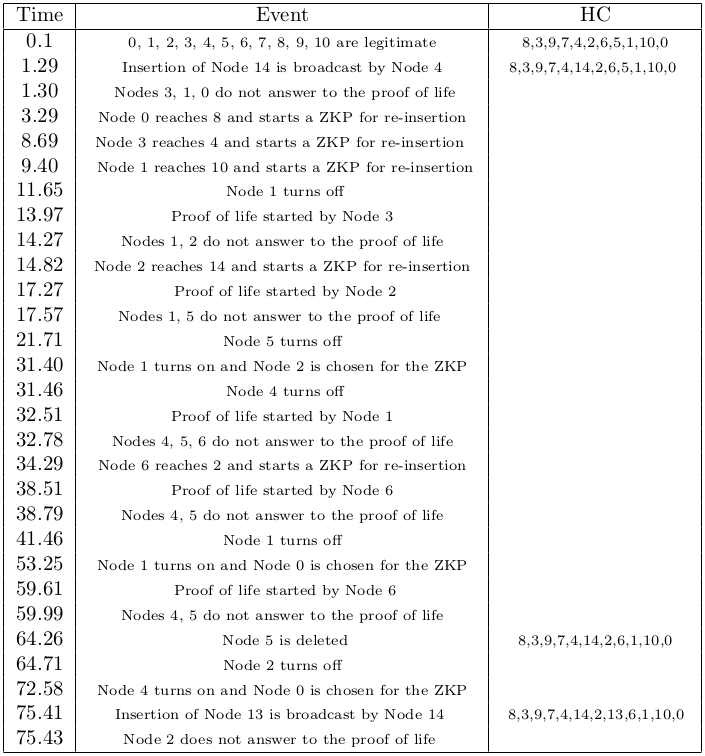 Time Event HC
0.1 0, 1, 2, 3, 4, 5, 6, 7, 8, 9, 10 are legitimate 8,3,9,7,4,2,6,5,1,10,0
1.29 Insertion of Node 14 is broadcast by Node 4 8,3,9,7,4,14,2,6,5,1,10,0
1.30 Nodes 3, 1, 0 do not answer to the proof of life
3.29 Node 0 reaches 8 and starts a ZKP for re-insertion
8.69 Node 3 reaches 4 and starts a ZKP for re-insertion
9.40 Node 1 reaches 10 and starts a ZKP for re-insertion
11.65 Node 1 turns off
13.97 Proof of life started by Node 3
14.27 Nodes 1, 2 do not answer to the proof of life
14.82 Node 2 reaches 14 and starts a ZKP for re-insertion
17.27 Proof of life started by Node 2
17.57 Nodes 1, 5 do not answer to the proof of life
21.71 Node 5 turns off
31.40 Node 1 turns on and Node 2 is chosen for the ZKP
31.46 Node 4 turns off
32.51 Proof of life started by Node 1
32.78 Nodes 4, 5, 6 do not answer to the proof of life
34.29 Node 6 reaches 2 and starts a ZKP for re-insertion
38.51 Proof of life started by Node 6
38.79 Nodes 4, 5 do not answer to the proof of life
41.46 Node 1 turns off
53.25 Node 1 turns on and Node 0 is chosen for the ZKP
59.61 Proof of life started by Node 6
59.99 Nodes 4, 5 do not answer to the proof of life
64.26 Node 5 is deleted 8,3,9,7,4,14,2,6,1,10,0
64.71 Node 2 turns off
72.58 Node 4 turns on and Node 0 is chosen for the ZKP
75.41 Insertion of Node 13 is broadcast by Node 14 8,3,9,7,4,14,2,13,6,1,10,0
75.43 Node 2 does not answer to the proof of life